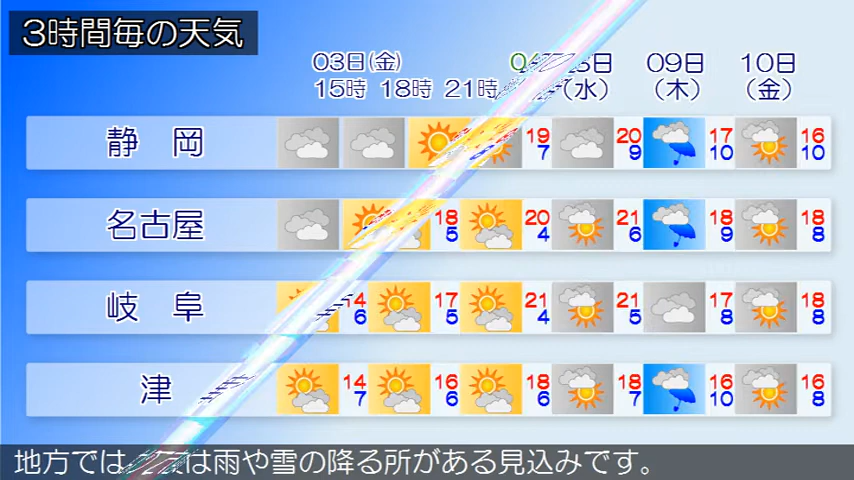 3時間毎の天気
03日(金) 8日 09日 10日
15時 18時 21時 (水) (木) (金)
静岡 19 7 20 9 17 10 16 10
名古屋 18 5 20 4 21 6 18 9 18 8
岐阜 14 6 17 5 21 4 21 5 17 8 18 8
津 14 7 16 6 18 6 18 7 16 10 16 8
地方では は雨や雪の降る所がある見込みです。